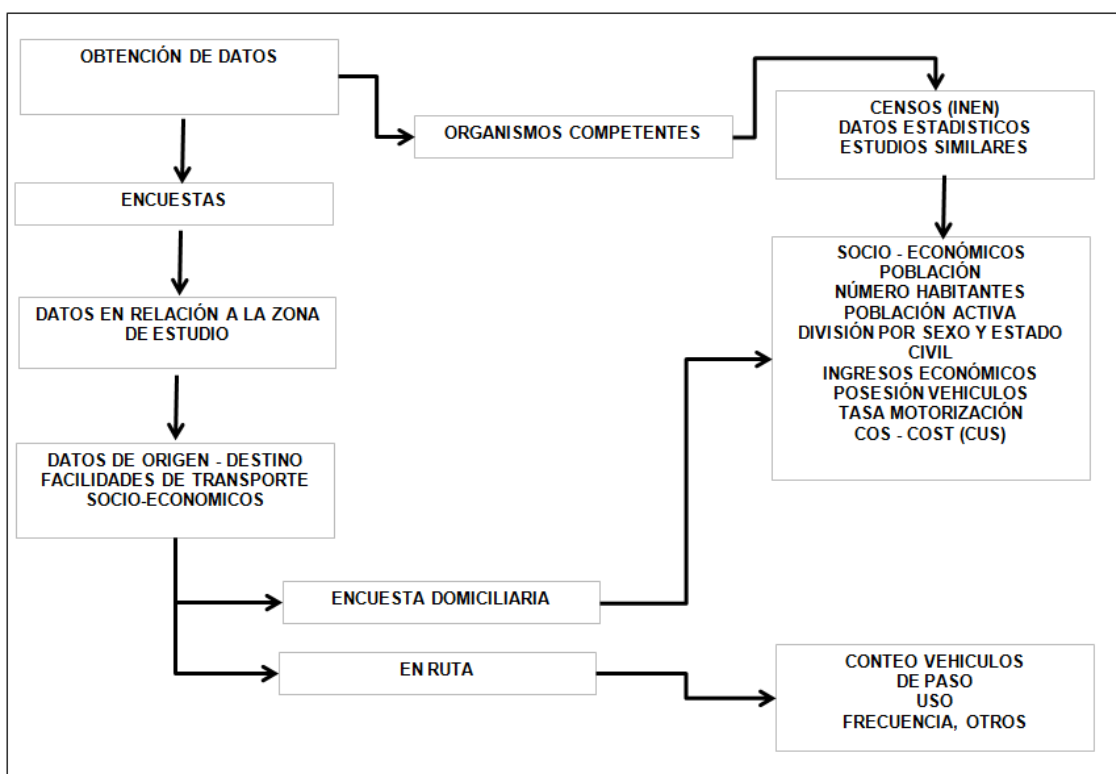 OBTENCIÓN DE DATOS
ORGANISMOS COMPETENTES
CENSOS (INEN)
DATOS ESTADISTICOS
ESTUDIOS SIMILARES
ENCUESTAS
SOCIO - ECONÓMICOS
POBLACIÓN
NÚMERO HABITANTES
POBLACIÓN ACTIVA
DIVISIÓN POR SEXO Y ESTADO
CIVIL
INGRESOS ECONÓMICOS
POSESIÓN VEHICULOS
TASA MOTORIZACIÓN
COS - COST (CUS)
DATOS EN RELACIÓN A LA ZONA
DE ESTUDIO
DATOS DE ORIGEN - DESTINO
FACILIDADES DE TRANSPORTE
SOCIO-ECONOMICOS
ENCUESTA DOMICILIARIA
EN RUTA
CONTEO VEHICULOS
DE PASO
USO
FRECUENCIA, OTROS